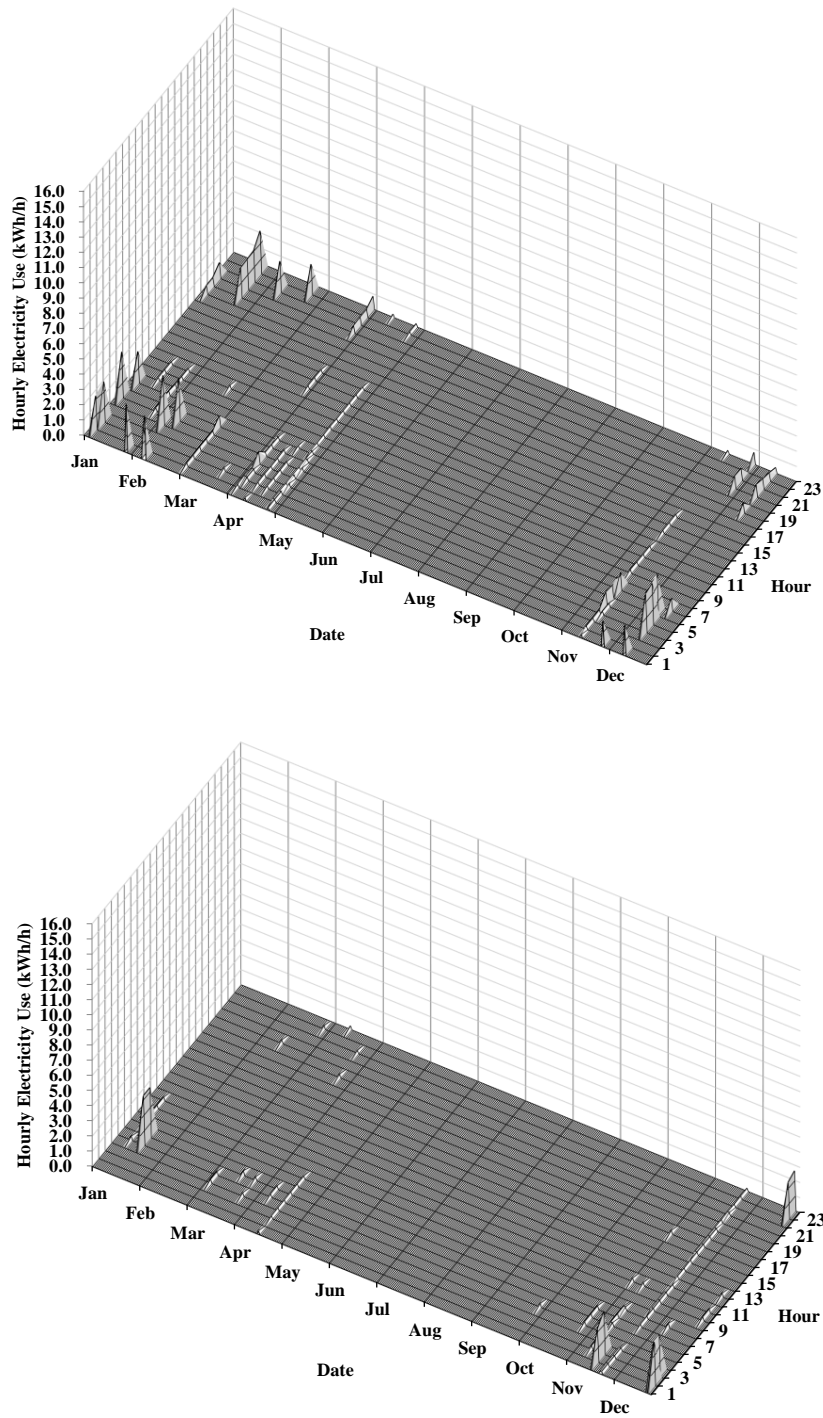 Hourly Electricity Use (kWh/h)
16.0
15.0
14.0
13.0
12.0
11.0
10.0
9.0
8.0
7.0
6.0
5.0
4.0
3.0
2.0
1.0
0.0
Jan
Feb
Mar
Apr
May
Jun
Jul
Aug
Sep
Oct
Nov
Dec
Date
23
21
19
17
15
13
11
9
7
5
3
1
Hour
Hourly Electricity Use (kWh/h)
16.0
15.0
14.0
13.0
12.0
11.0
10.0
9.0
8.0
7.0
6.0
5.0
4.0
3.0
2.0
1.0
0.0
Jan
Feb
Mar
Apr
May
Jun
Jul
Aug
Sep
Oct
Nov
Dec
Date
23
21
19
17
15
13
11
9
7
5
3
1
Hour